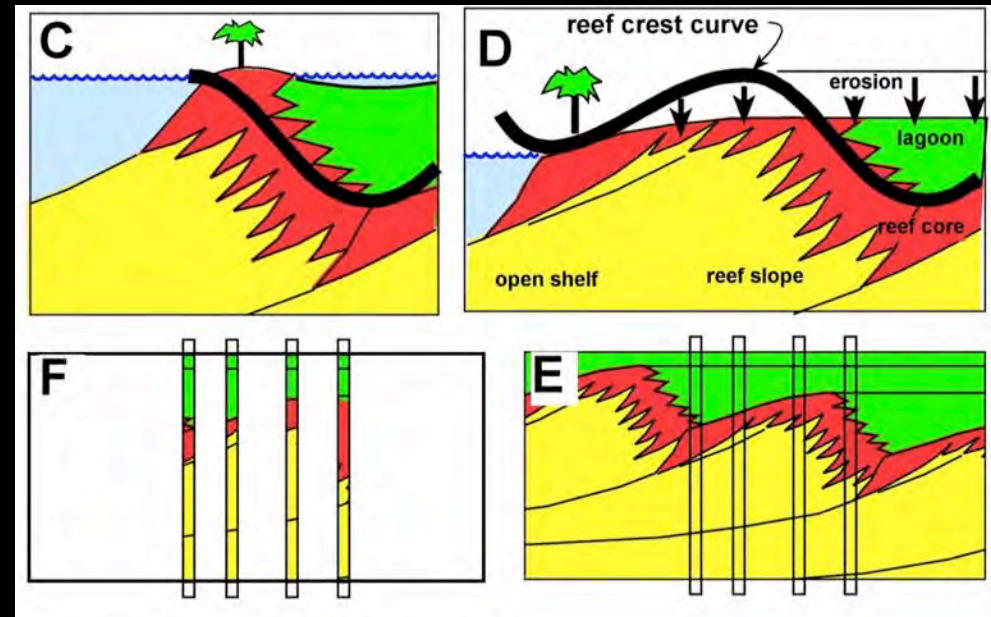 C
D
reef crest curve
erosion
lagoon
reef core
open shelf
reef slope
F
E